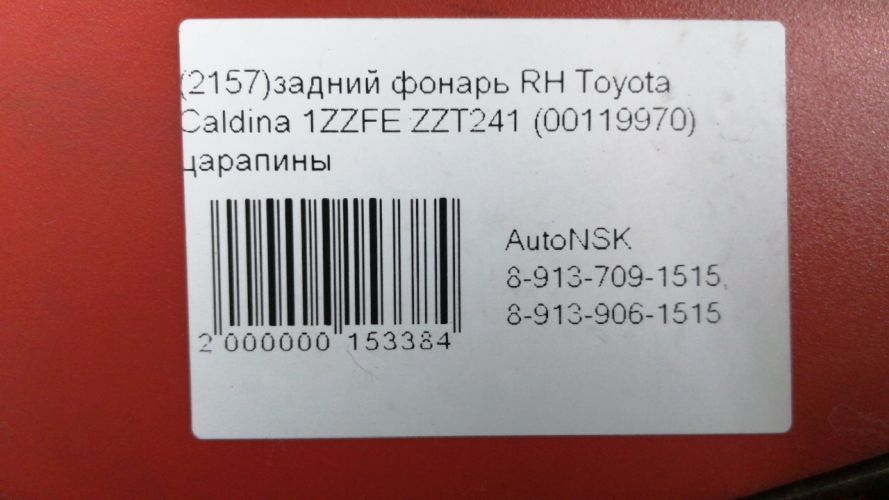 (2157)задний фонарь RH Toyota
Caldina 1ZZFE ZZT241 (00119970)
царапины
AutoNSK
8-913-709-1515,
8-913-906-1515
2 000000 153384